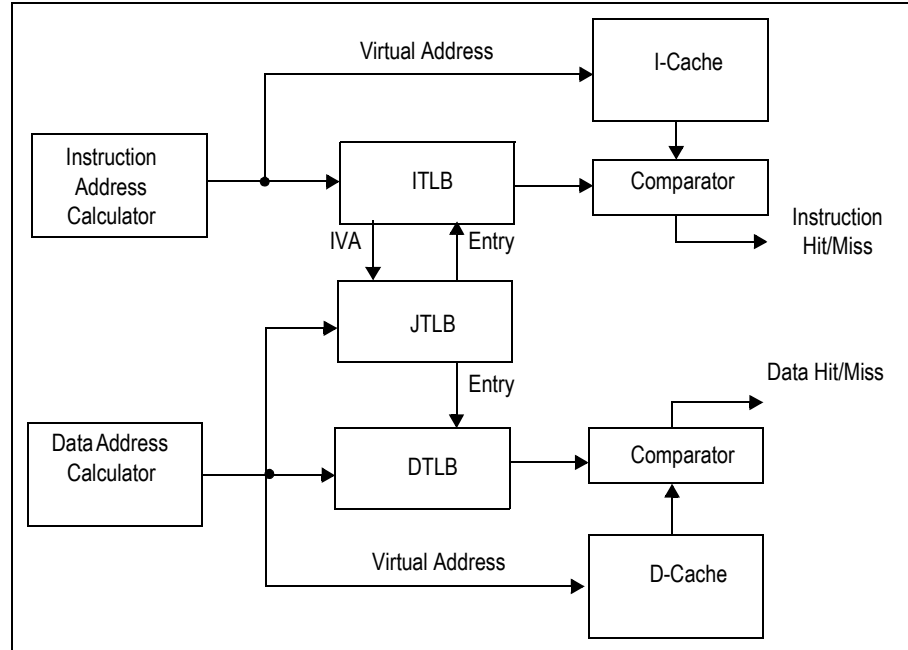 Virtual Address
I-Cache
Instruction
Address
Calculator
ITLB
Comparator
Instruction
Hit/Miss
IVA
Entry
JTLB
Entry
Data Hit/Miss
Data Address
Calculator
DTLB
Comparator
Virtual Address
D-Cache